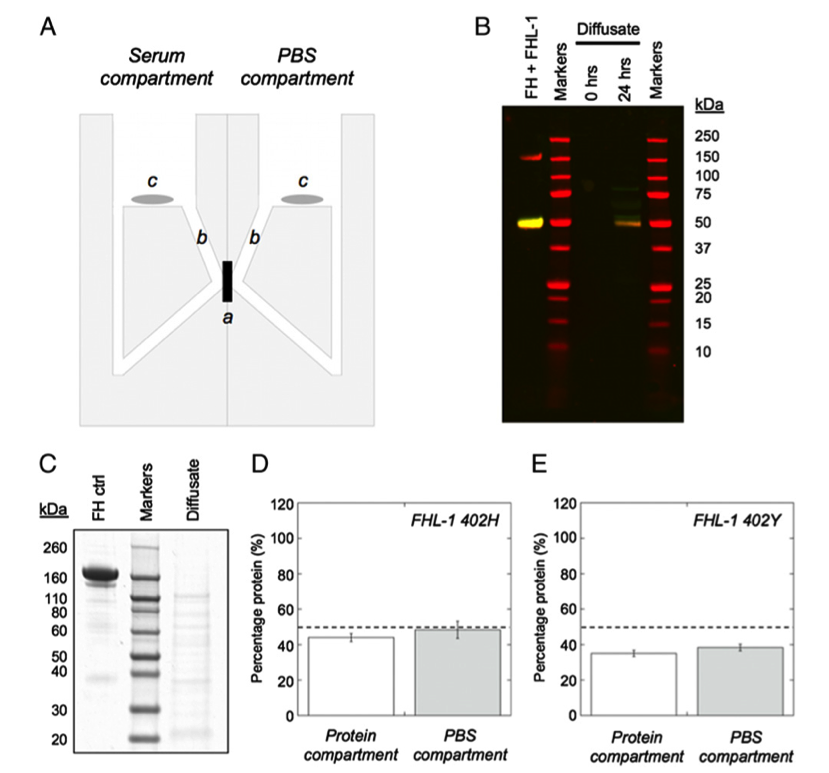 A
Serum
compartment
PBS
compartment
c
c
b
b
a
B
FH + FHL-1
Markers
Diffusate
0 hrs
24 hrs
Markers
kDa
250
150
100
75
50
37
25
20
15
10
C
kDa
FH ctrl
Markers
Diffusate
260
160
110
80
60
50
40
30
20
D
Percentage protein (%)
120
100
80
60
40
20
0
FHL-1 402H
Protein
compartment
PBS
compartment
E
Percentage protein (%)
120
100
80
60
40
20
0
FHL-1 402Y
Protein
compartment
PBS
compartment